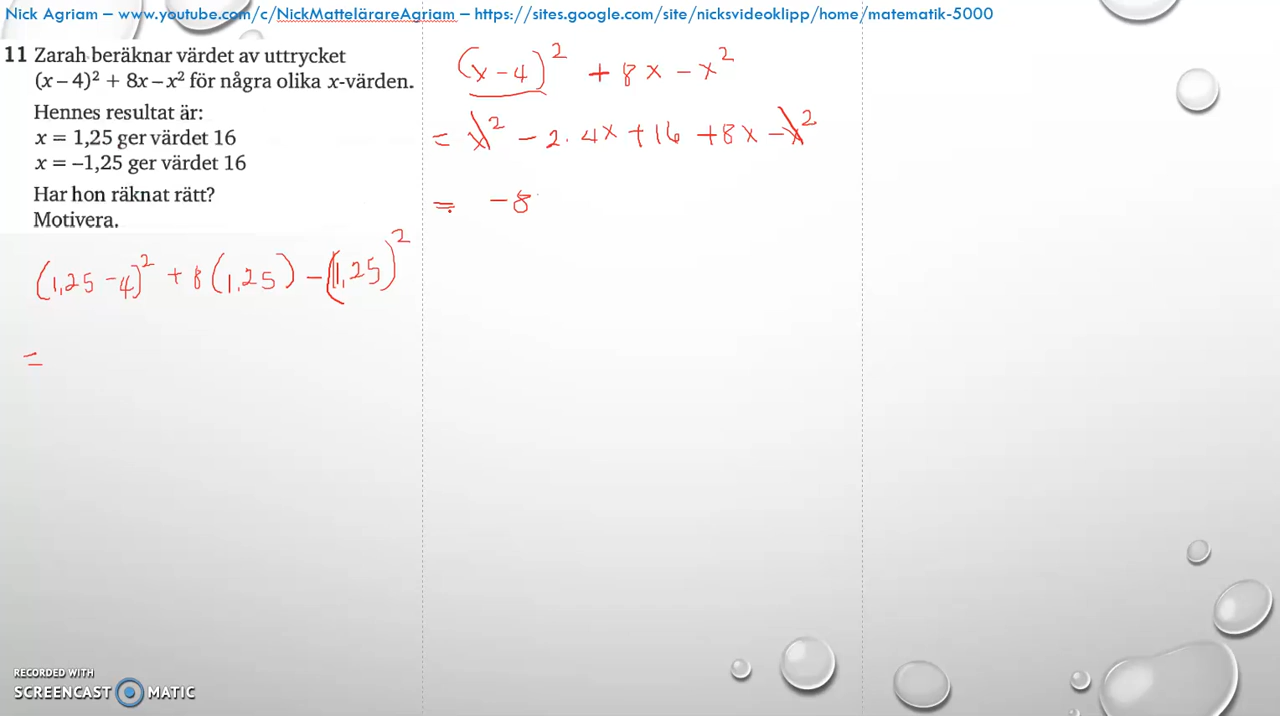 Nick Agriam – www.youtube.com/c/NickMattelärareAgriam – https://sites.google.com/site/nicksvideoklipp/home/matematik-5000
11 Zarah beräknar värdet av uttrycket
(x – 4)² + 8x – x² för några olika x-värden.
Hennes resultat är:
x = 1,25 ger värdet 16
x = –1,25 ger värdet 16
Har hon räknat rätt?
Motivera.
(1,25 - 4)² + 8(1,25) - (1,25)²
=
(x - 4)² + 8x - x²
= x² - 2·4x + 16 + 8x - x²
= -8
RECORDED WITH
SCREENCAST MATIC